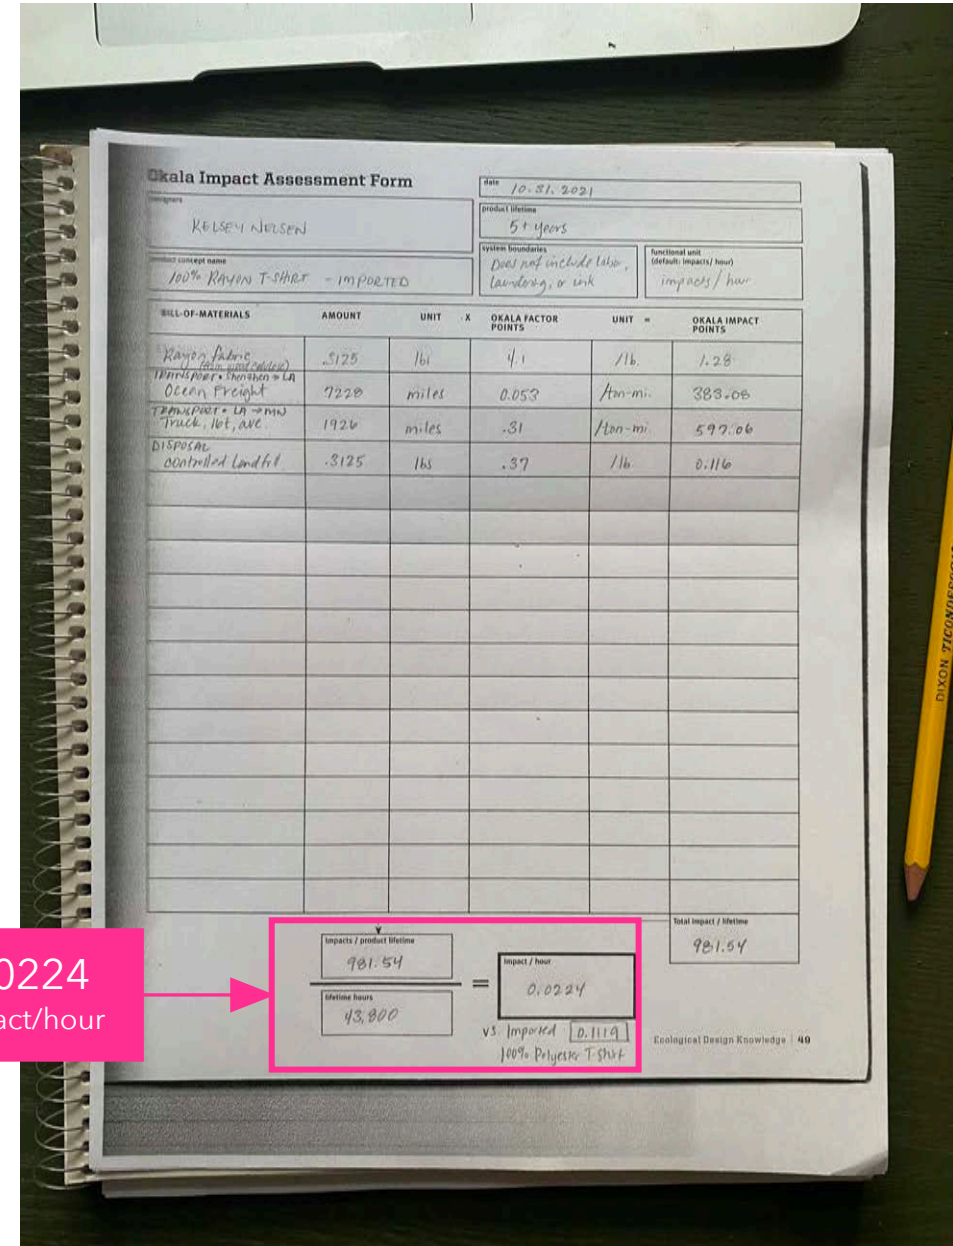 Okala Impact Assessment Form
date 10.31.2021
designers
KELSEY NELSEN
product lifetime
5+ years
product concept name
100% RAYON T-SHIRT - IMPORTED
system boundaries
Does not include labor,
laundering, or ink
functional unit
(default: impacts/ hour)
impacts / hour
BILL-OF-MATERIALS AMOUNT UNIT X OKALA FACTOR POINTS UNIT = OKALA IMPACT POINTS
Rayon fabric
(from wood cellulose) .3125 lbs 4.1 /lb. 1.28
TRANSPORT • Shenzhen → LA
Ocean Freight 7228 miles 0.053 /ton-mi. 383.08
TRANSPORT • LA → MN
Truck, 16t, ave. 1926 miles .31 /ton-mi. 597.06
DISPOSAL
controlled landfill .3125 lbs .37 /lb 0.116
Total impact / lifetime
981.54
Impacts / product lifetime
981.54
lifetime hours
43,800
=
impact / hour
0.0224
vs. Imported 0.1119
100% Polyester T-Shirt
Ecological Design Knowledge | 49
0224
act/hour
DIXON TICONDEROGA